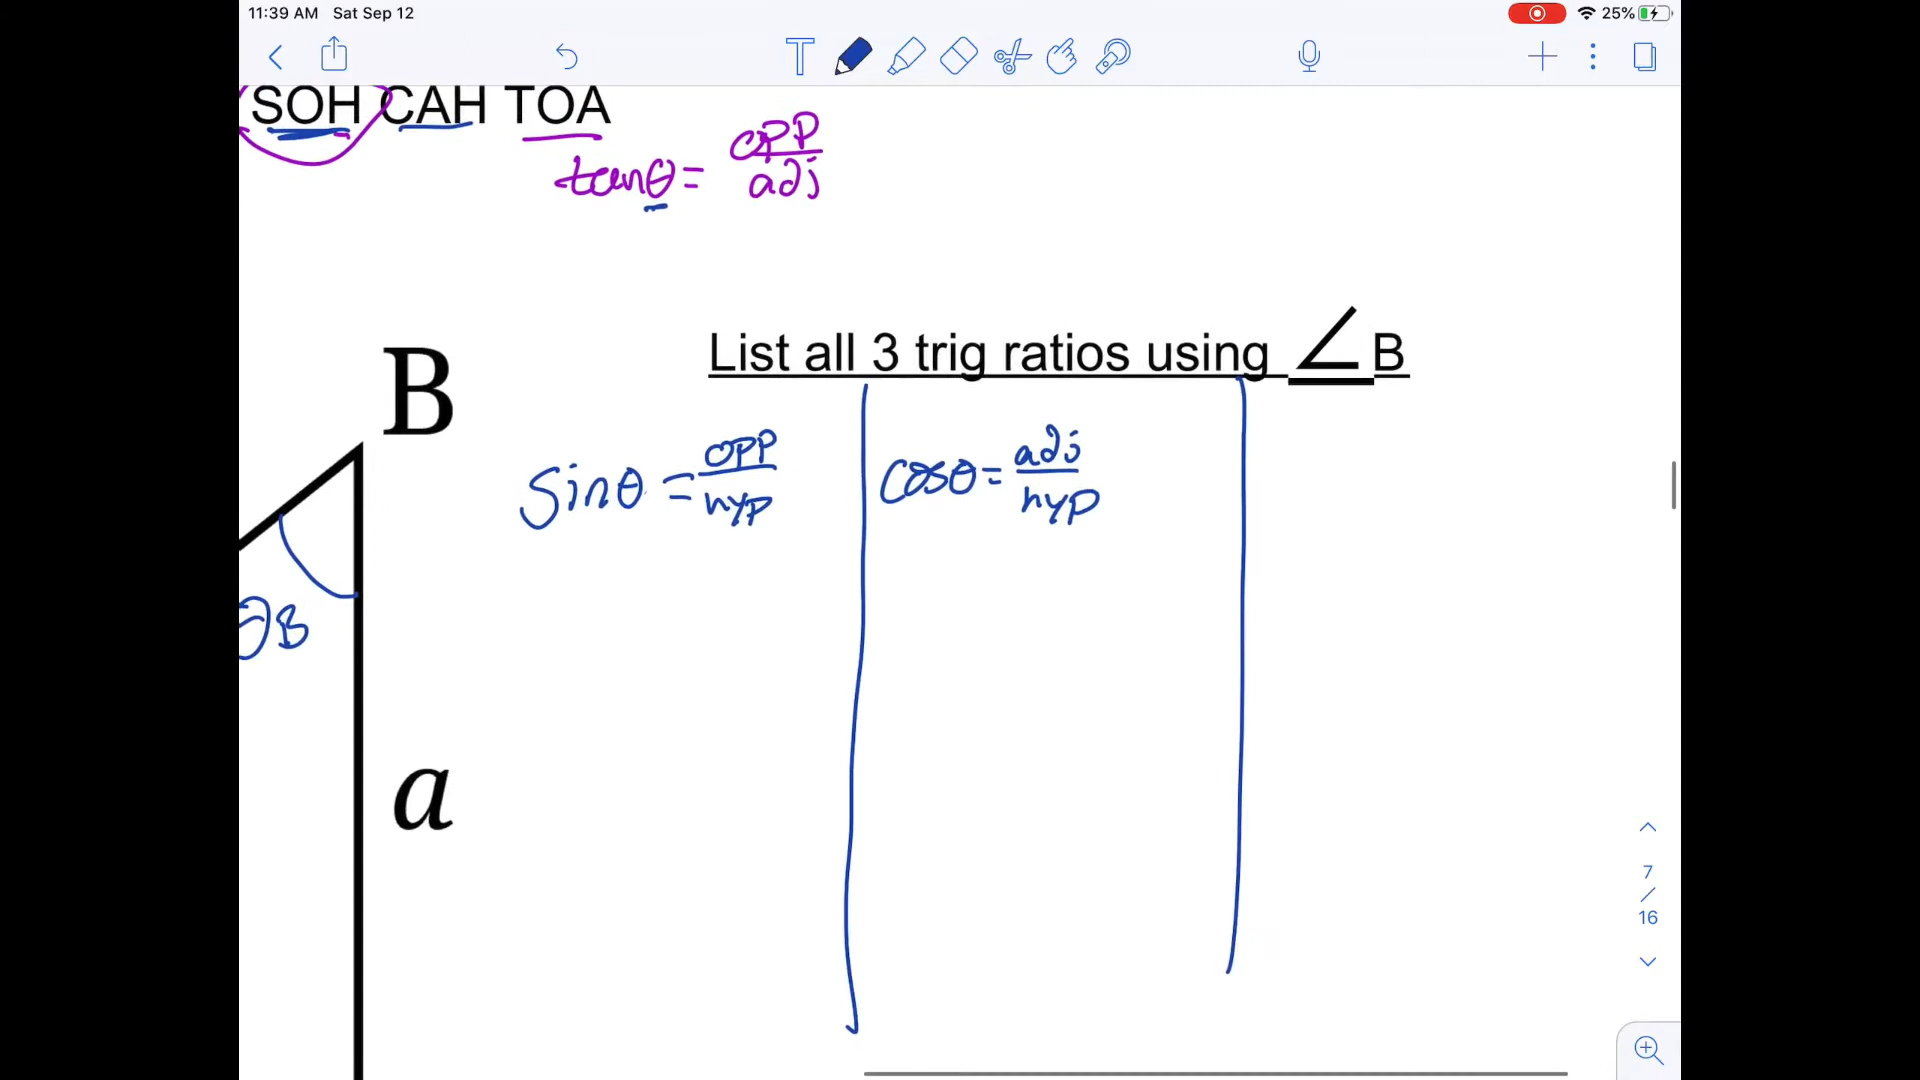 11:39 AM Sat Sep 12
25%
SOH CAH TOA
tanθ = opp/adj
List all 3 trig ratios using ∠B
B
sinθ = opp/hyp
cosθ = adj/hyp
θB
a
7
/
16